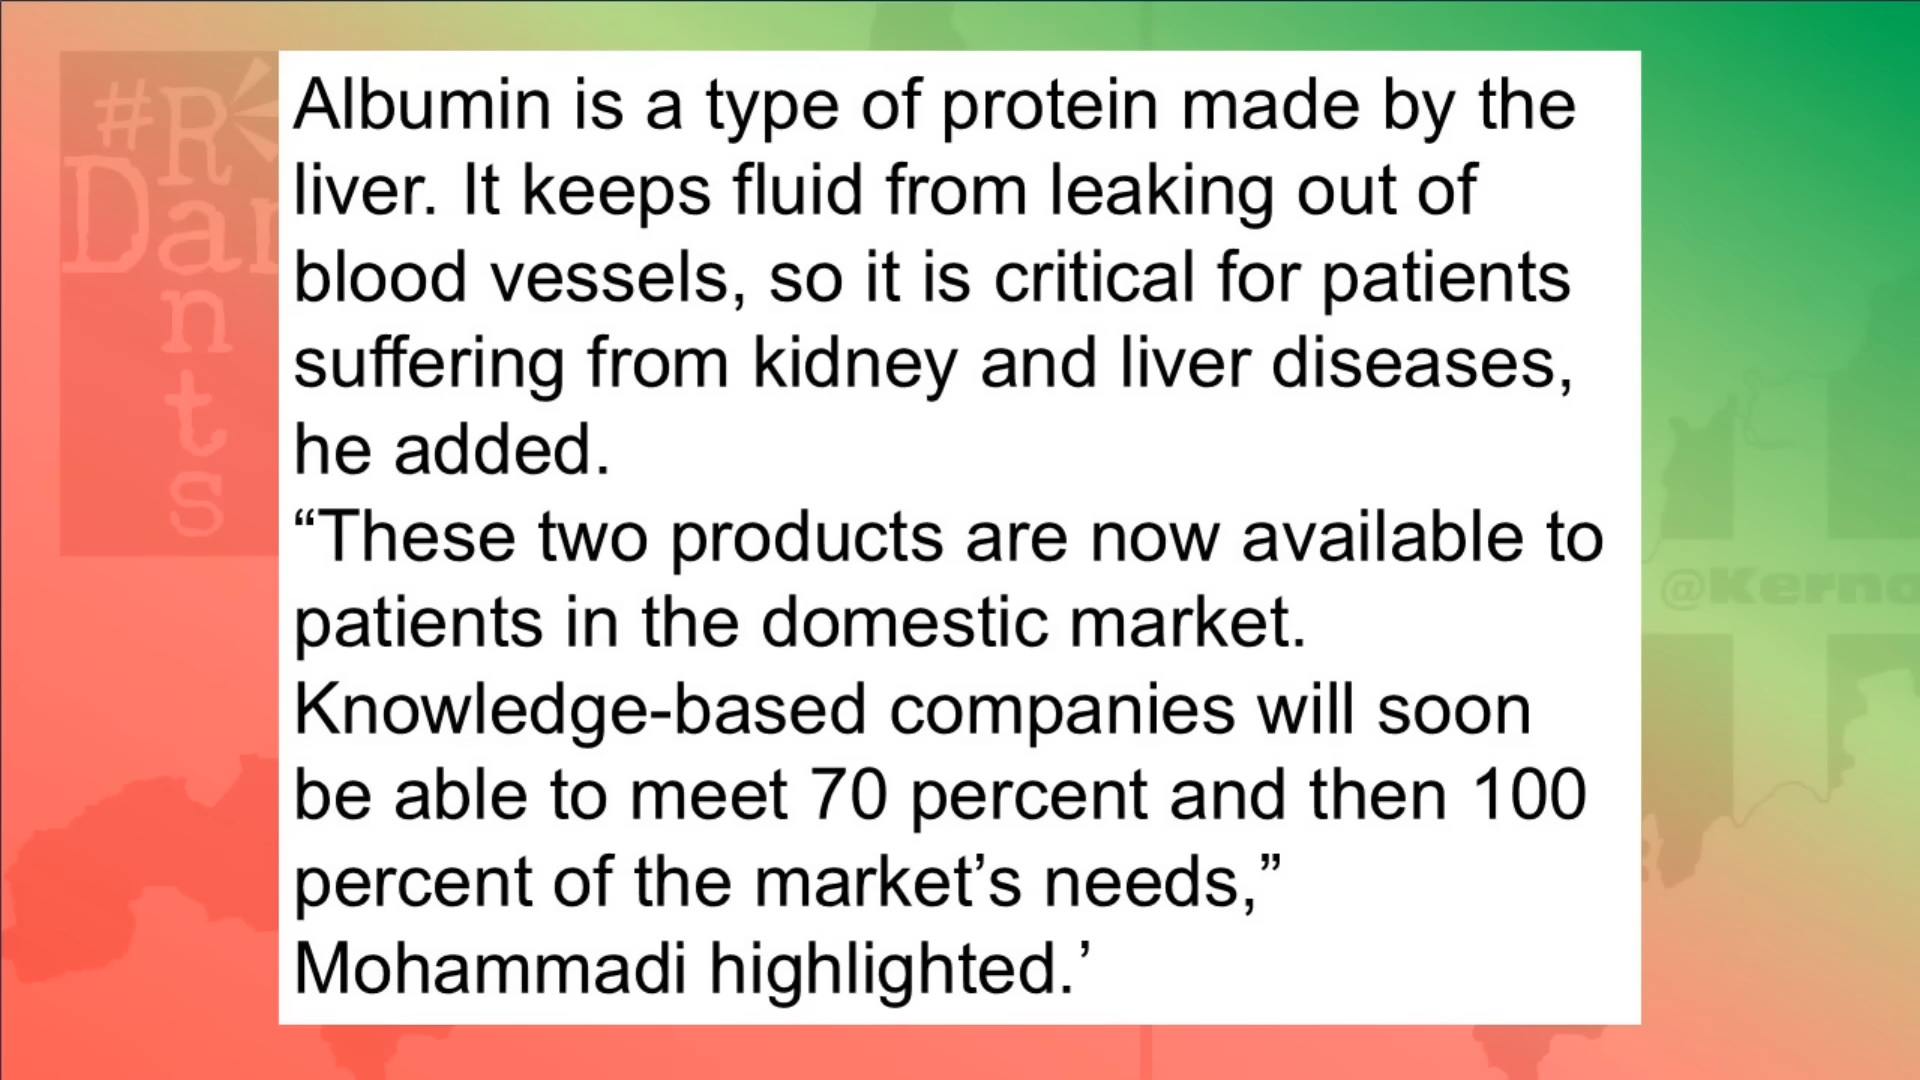 #R
Dan
n
t
s
Albumin is a type of protein made by the
liver. It keeps fluid from leaking out of
blood vessels, so it is critical for patients
suffering from kidney and liver diseases,
he added.
“These two products are now available to
patients in the domestic market.
Knowledge-based companies will soon
be able to meet 70 percent and then 100
percent of the market’s needs,”
Mohammadi highlighted.’
@Kerno